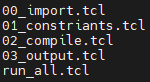 00_import.tcl
01_constriants.tcl
02_compile.tcl
03_output.tcl
run_all.tcl